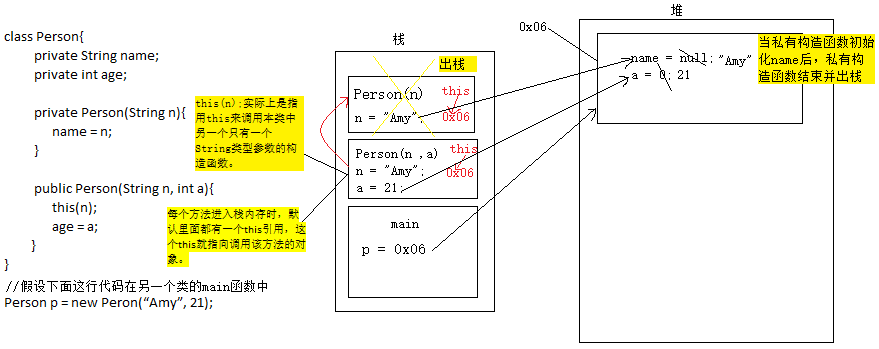 class Person{
private String name;
private int age;
private Person(String n){
name = n;
}
public Person(String n, int a){
this(n);
age = a;
}
}
//假设下面这行代码在另一个类的main函数中
Person p = new Peron(“Amy”, 21);
this(n);实际上是指
用this来调用本类中
另一个只有一个
String类型参数的构
造函数。
每个方法进入栈内存时，默
认里面都有一个this引用，这
个this就指向调用该方法的对
象。
栈
出栈
Person(n)
this
n = "Amy";
0x06
Person(n ,a)
this
n = "Amy";
0x06
a = 21;
main
p = 0x06
堆
0x06
name = null; "Amy"
a = 0; 21
当私有构造函数初始
化name后，私有构
造函数结束并出栈